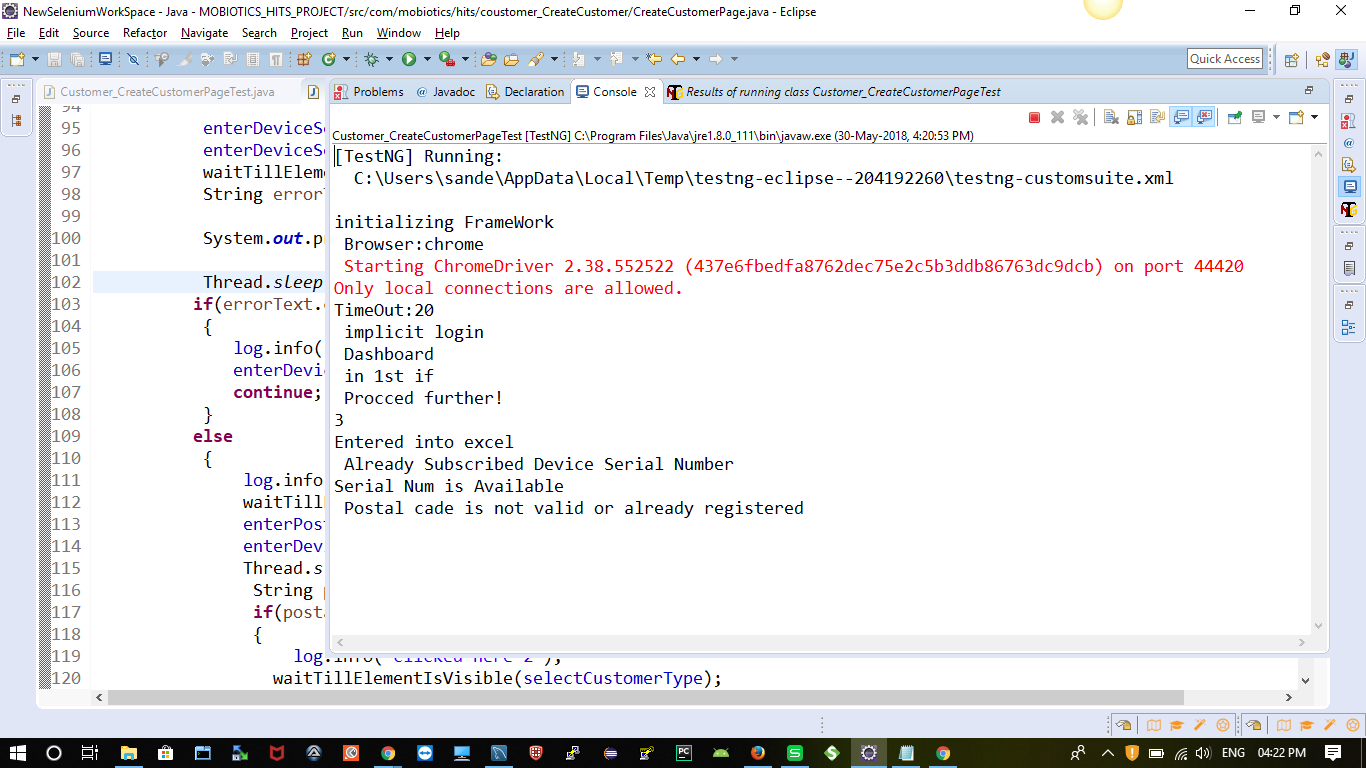 NewSeleniumWorkSpace - Java - MOBIOTICS_HITS_PROJECT/src/com/mobiotics/hits/coustomer_CreateCustomer/CreateCustomerPage.java - Eclipse
File Edit Source Refactor Navigate Search Project Run Window Help
Quick Access
Customer_CreateCustomerPageTest.java
Problems @ Javadoc Declaration Console Results of running class Customer_CreateCustomerPageTest
Customer_CreateCustomerPageTest [TestNG] C:\Program Files\Java\jre1.8.0_111\bin\javaw.exe (30-May-2018, 4:20:53 PM)
94
95 enterDeviceSe
96 enterDeviceSe
97 waitTillEleme
98 String error
99
100 System.out.pr
101
102 Thread.sleep
103 if(errorText.
104 {
105 log.info(
106 enterDevi
107 continue;
108 }
109 else
110 {
111 log.info
112 waitTill
113 enterPos
114 enterDev
115 Thread.s
116 String p
117 if(posta
118 {
119 log.info("clicked here 2");
120 waitTillElementIsVisible(selectCustomerType);
[TestNG] Running:
C:\Users\sande\AppData\Local\Temp\testng-eclipse--204192260\testng-customsuite.xml
initializing FrameWork
Browser:chrome
Starting ChromeDriver 2.38.552522 (437e6fbedfa8762dec75e2c5b3ddb86763dc9dcb) on port 44420
Only local connections are allowed.
TimeOut:20
implicit login
Dashboard
in 1st if
Procced further!
3
Entered into excel
Already Subscribed Device Serial Number
Serial Num is Available
Postal cade is not valid or already registered
ENG 04:22 PM